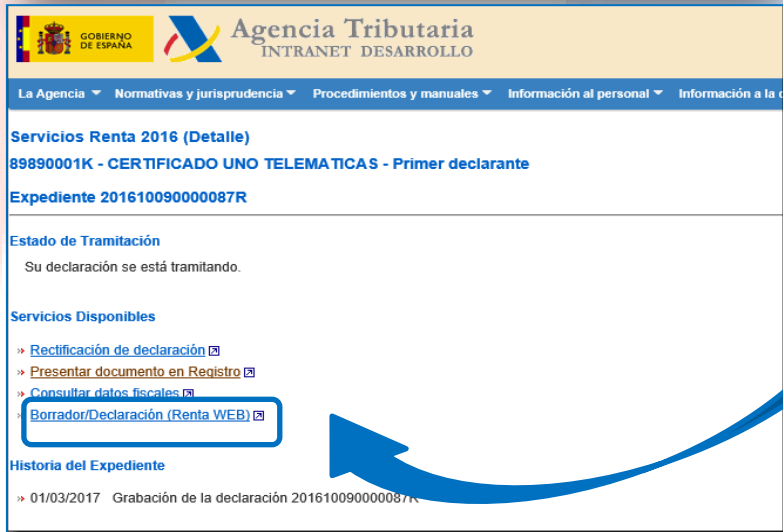 GOBIERNO
DE ESPAÑA
Agencia Tributaria
INTRANET DESARROLLO
La Agencia Normativas y jurisprudencia Procedimientos y manuales Información al personal Información a la
Servicios Renta 2016 (Detalle)
89890001K - CERTIFICADO UNO TELEMATICAS - Primer declarante
Expediente 201610090000087R
Estado de Tramitación
Su declaración se está tramitando.
Servicios Disponibles
» Rectificación de declaración
» Presentar documento en Registro
» Consultar datos fiscales
» Borrador/Declaración (Renta WEB)
Historia del Expediente
» 01/03/2017 Grabación de la declaración 201610090000087R